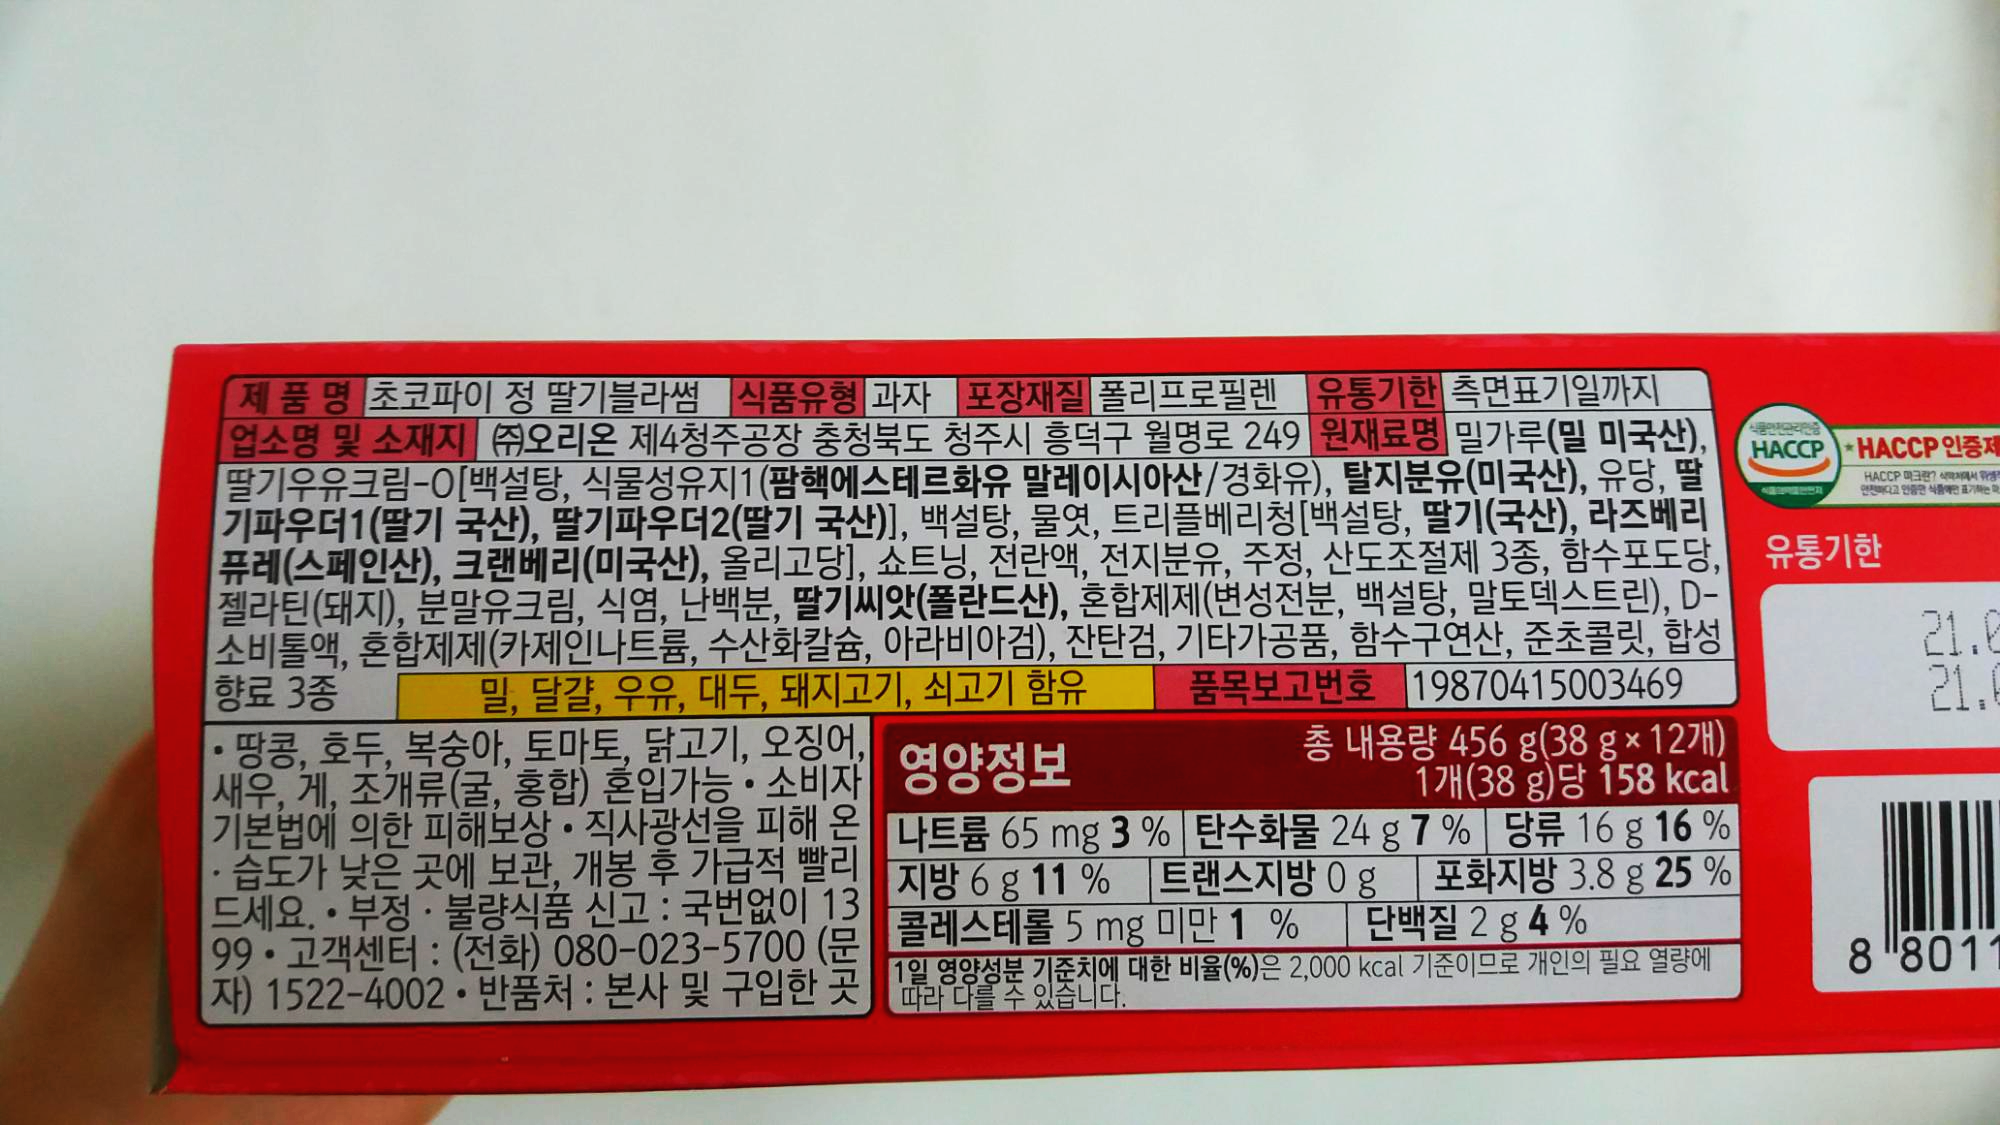 제 품 명 초코파이 정 딸기블라썸 식품유형 과자 포장재질 폴리프로필렌 유통기한 측면표기일까지
업소명 및 소재지 ㈜오리온 제4청주공장 충청북도 청주시 흥덕구 월명로 249 원재료명 밀가루(밀 미국산),
딸기우유크림-O[백설탕, 식물성유지1(팜핵에스테르화유 말레이시아산/경화유), 탈지분유(미국산), 유당, 딸
기파우더1(딸기 국산), 딸기파우더2(딸기 국산)], 백설탕, 물엿, 트리플베리청[백설탕, 딸기(국산), 라즈베리
퓨레(스페인산), 크랜베리(미국산), 올리고당], 쇼트닝, 전란액, 전지분유, 주정, 산도조절제 3종, 함수포도당,
젤라틴(돼지), 분말유크림, 식염, 난백분, 딸기씨앗(폴란드산), 혼합제제(변성전분, 백설탕, 말토덱스트린), D-
소비톨액, 혼합제제(카제인나트륨, 수산화칼슘, 아라비아검), 잔탄검, 기타가공품, 함수구연산, 준초콜릿, 합성
향료 3종 밀, 달걀, 우유, 대두, 돼지고기, 쇠고기 함유 품목보고번호 19870415003469
• 땅콩, 호두, 복숭아, 토마토, 닭고기, 오징어,
새우, 게, 조개류(굴, 홍합) 혼입가능 • 소비자
기본법에 의한 피해보상 • 직사광선을 피해 온
· 습도가 낮은 곳에 보관, 개봉 후 가급적 빨리
드세요. • 부정 · 불량식품 신고 : 국번없이 13
99 • 고객센터 : (전화) 080-023-5700 (문
자) 1522-4002 • 반품처 : 본사 및 구입한 곳
영양정보
총 내용량 456 g(38 g × 12개)
1개(38 g)당 158 kcal
나트륨 65 mg 3 % 탄수화물 24 g 7 % 당류 16 g 16 %
지방 6 g 11 % 트랜스지방 0 g 포화지방 3.8 g 25 %
콜레스테롤 5 mg 미만 1 % 단백질 2 g 4 %
1일 영양성분 기준치에 대한 비율(%)은 2,000 kcal 기준이므로 개인의 필요 열량에
따라 다를 수 있습니다.
식품안전관리인증
HACCP
HACCP 인증제
HACCP 마크란?
유통기한
21.0
21.0
8 8011